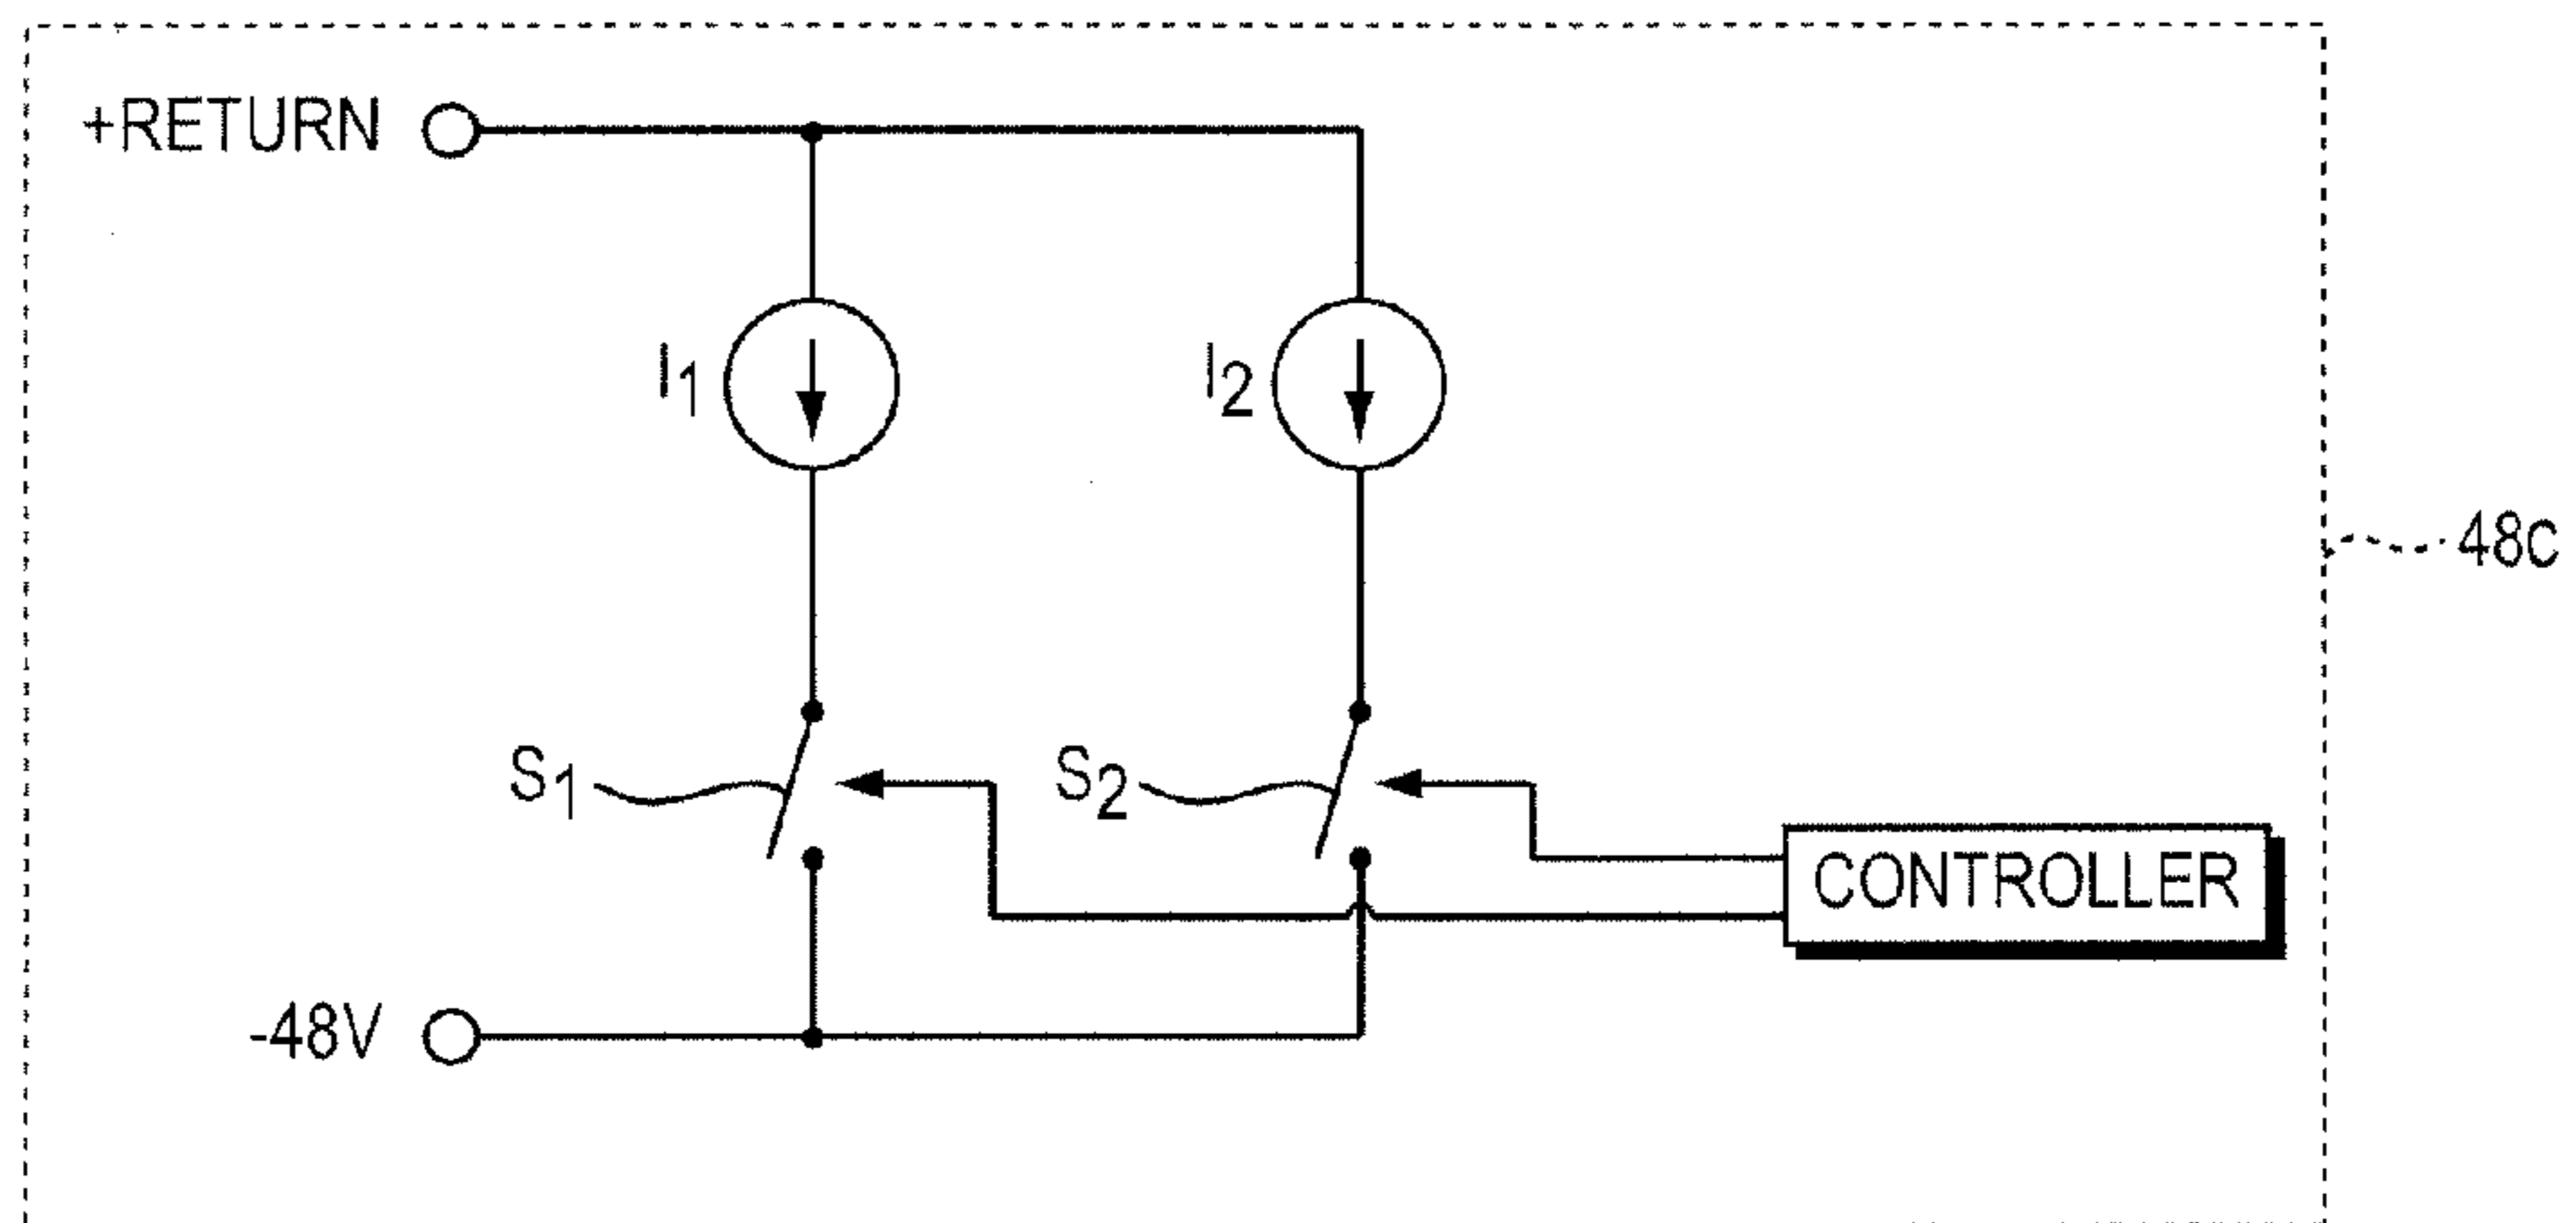 +RETURN
I1
I2
48c
S1
S2
CONTROLLER
-48V